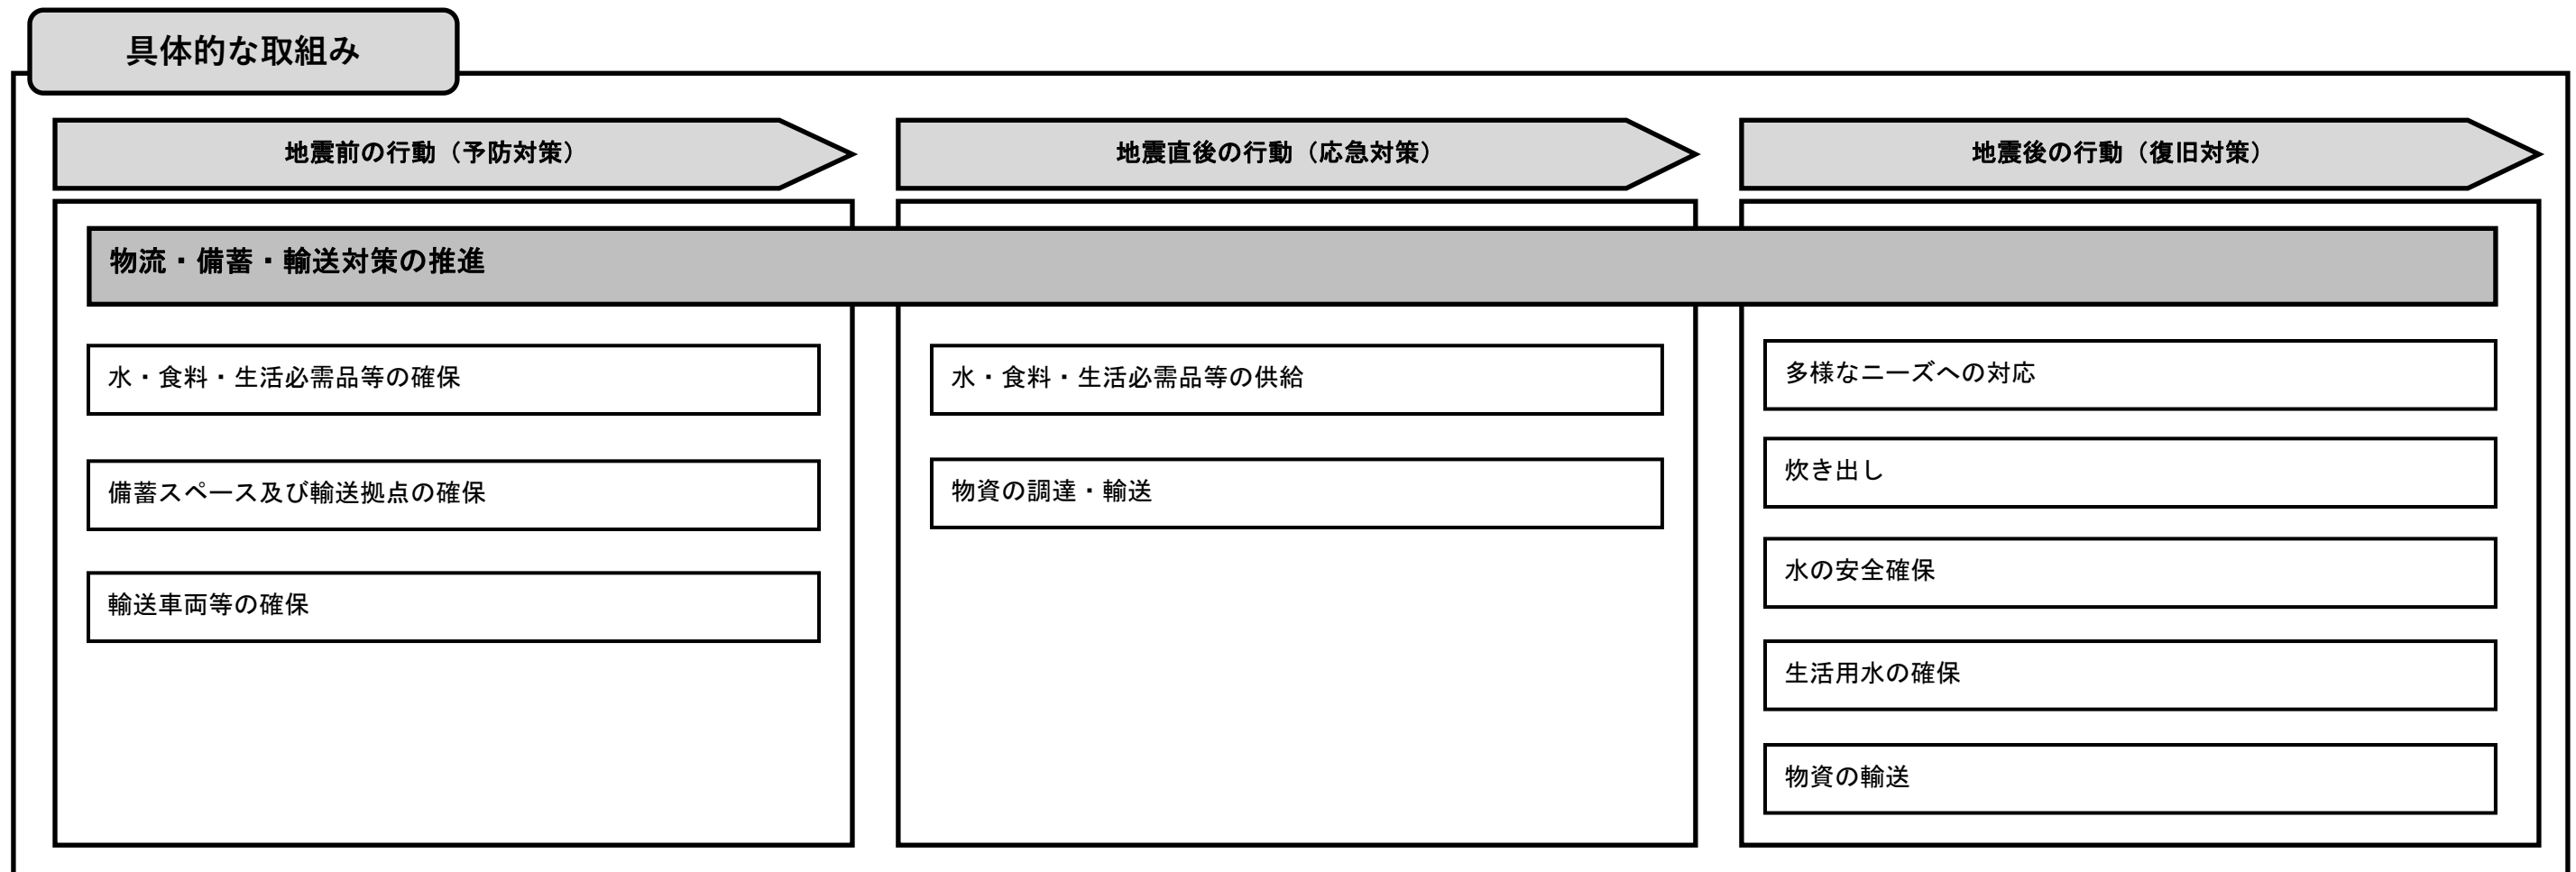 具体的な取組み
地震前の行動（予防対策）
地震直後の行動（応急対策）
地震後の行動（復旧対策）
物流・備蓄・輸送対策の推進
水・食料・生活必需品等の確保
備蓄スペース及び輸送拠点の確保
輸送車両等の確保
水・食料・生活必需品等の供給
物資の調達・輸送
多様なニーズへの対応
炊き出し
水の安全確保
生活用水の確保
物資の輸送